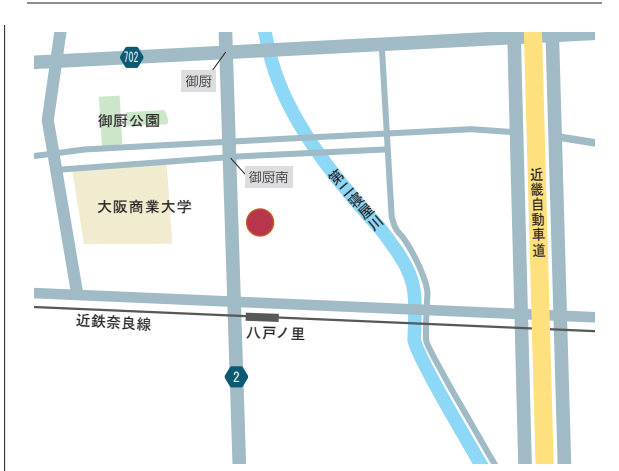 702
御厨
御厨公園
御厨南
大阪商業大学
第二寝屋川
近畿自動車道
近鉄奈良線
八戸ノ里
2